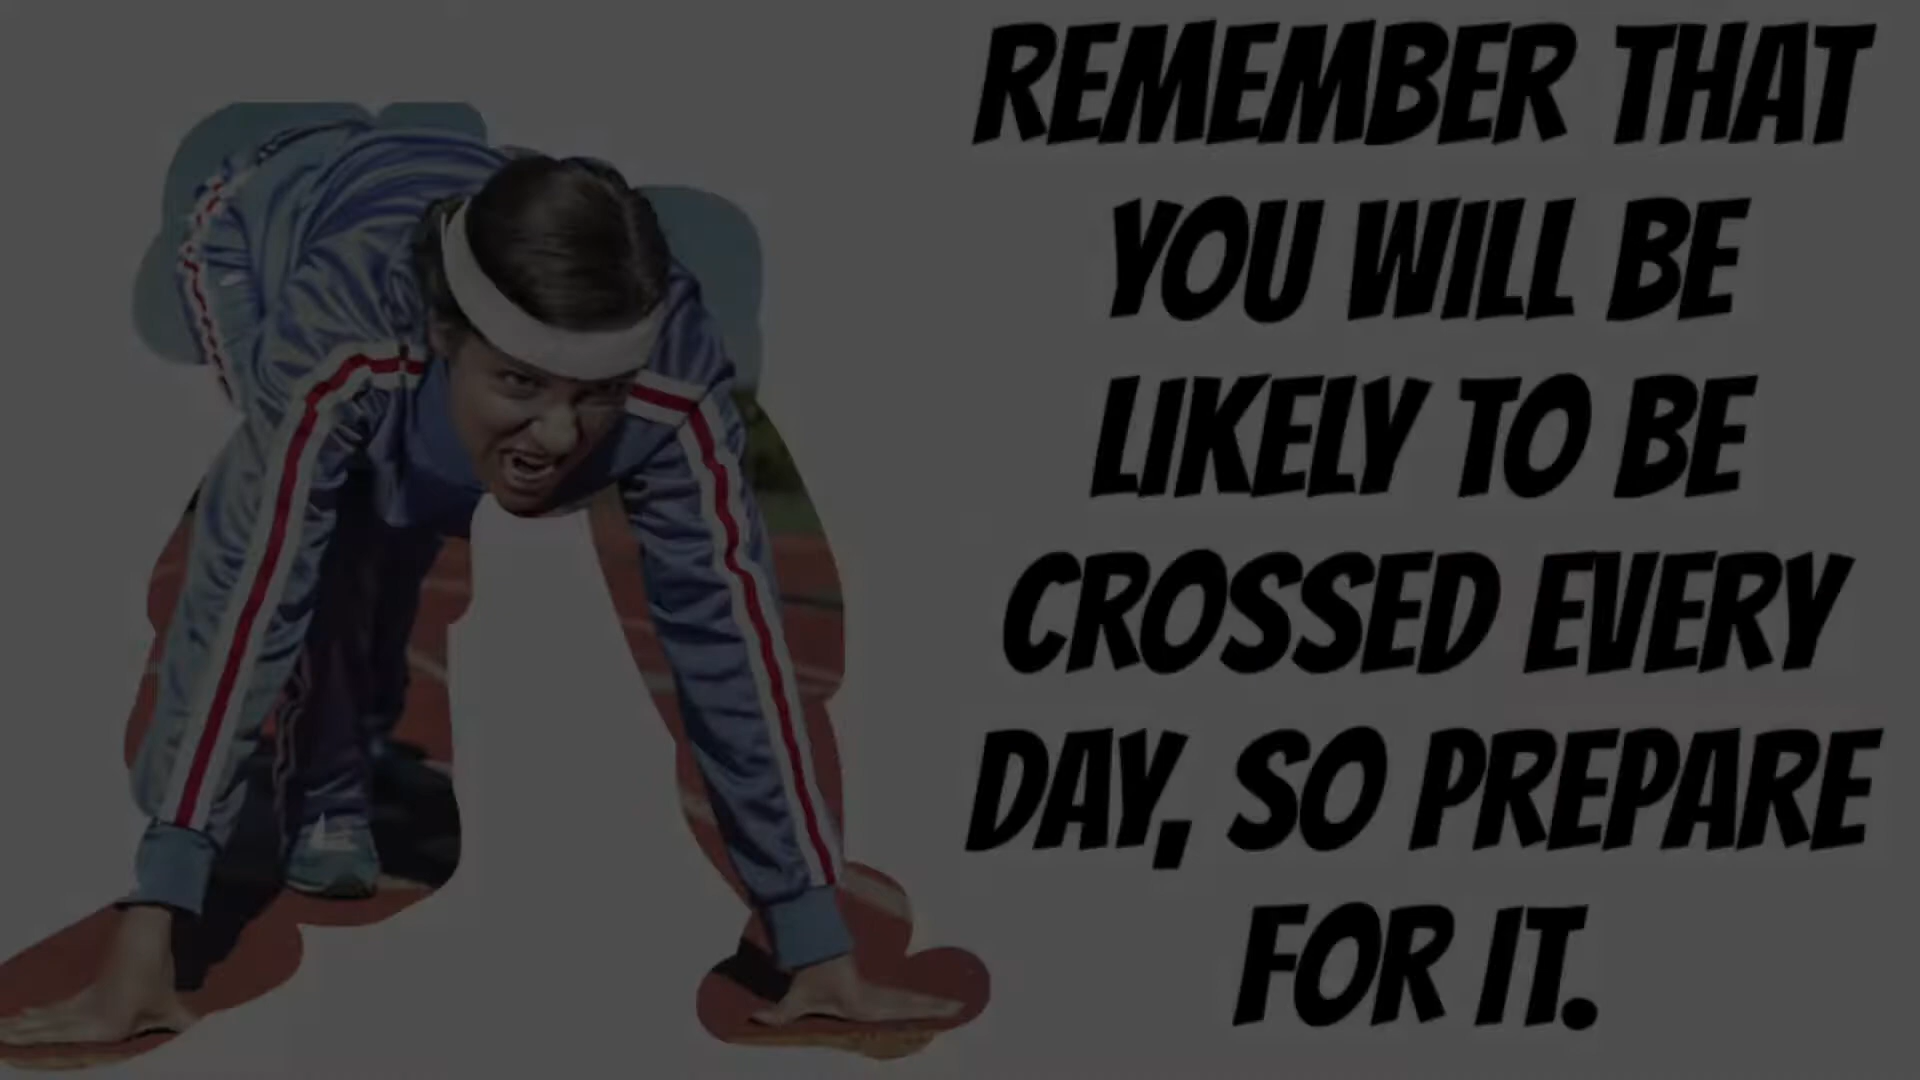 REMEMBER THAT
YOU WILL BE
LIKELY TO BE
CROSSED EVERY
DAY, SO PREPARE
FOR IT.